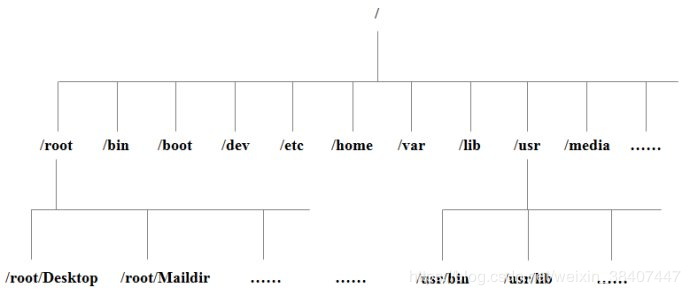 /
/root /bin /boot /dev /etc /home /var /lib /usr /media ……
/root/Desktop /root/Maildir …… …… /usr/bin /usr/lib ……